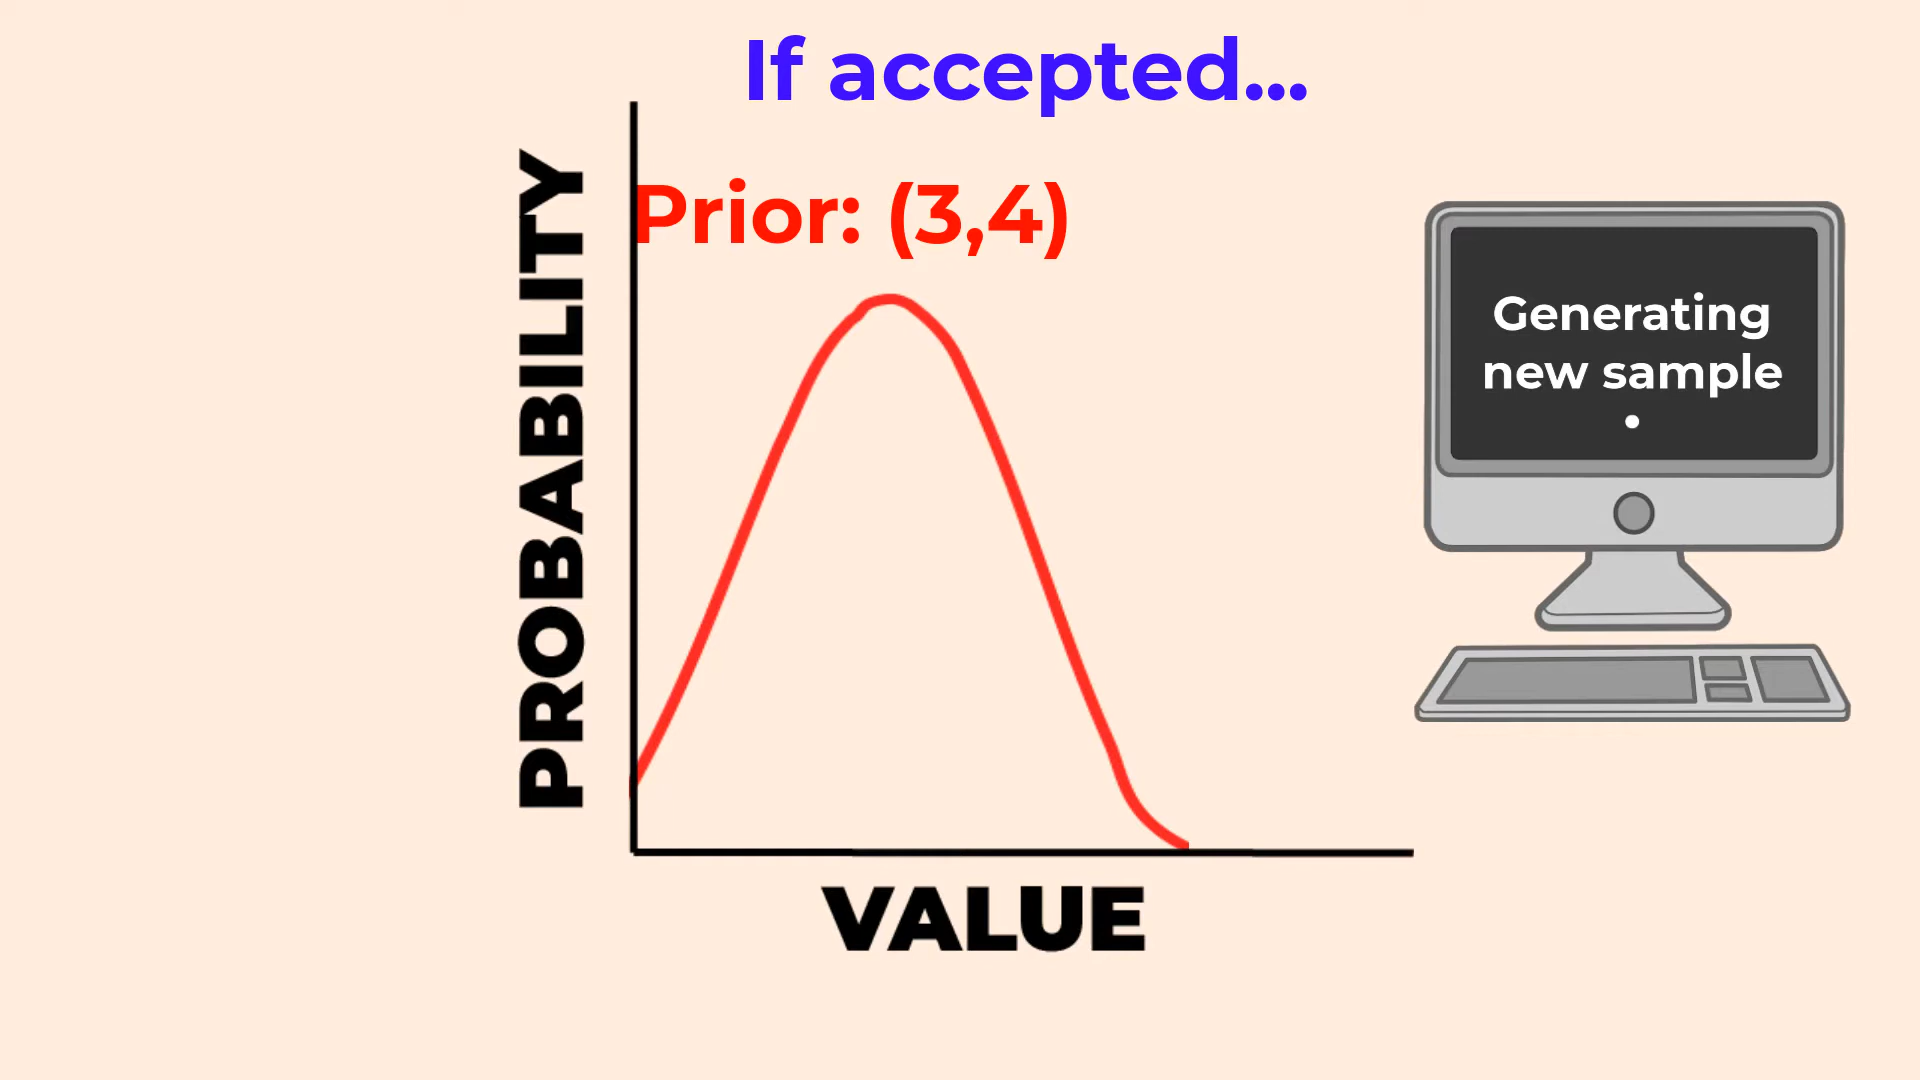 If accepted...
Prior: (3,4)
PROBABILITY
Generating
new sample
.
VALUE